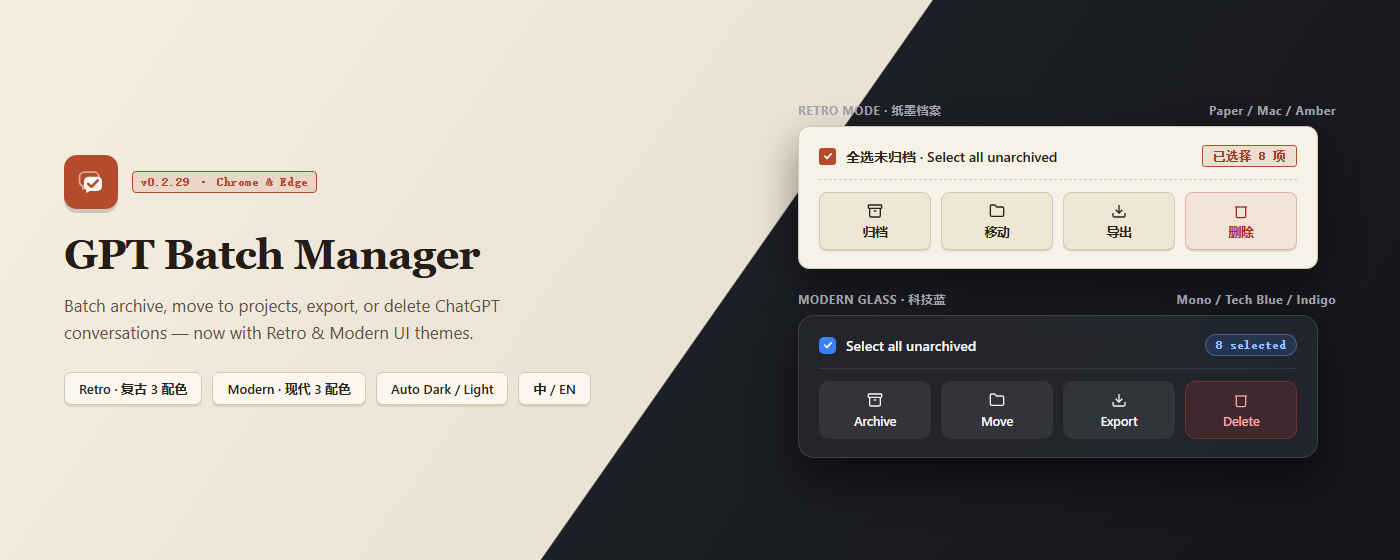 v0.2.29 · Chrome & Edge
GPT Batch Manager
Batch archive, move to projects, export, or delete ChatGPT
conversations — now with Retro & Modern UI themes.
Retro · 复古 3 配色
Modern · 现代 3 配色
Auto Dark / Light
中 / EN
RETRO MODE · 纸墨档案
Paper / Mac / Amber
全选未归档 · Select all unarchived
已选择 8 项
归档
移动
导出
删除
MODERN GLASS · 科技蓝
Mono / Tech Blue / Indigo
Select all unarchived
8 selected
Archive
Move
Export
Delete